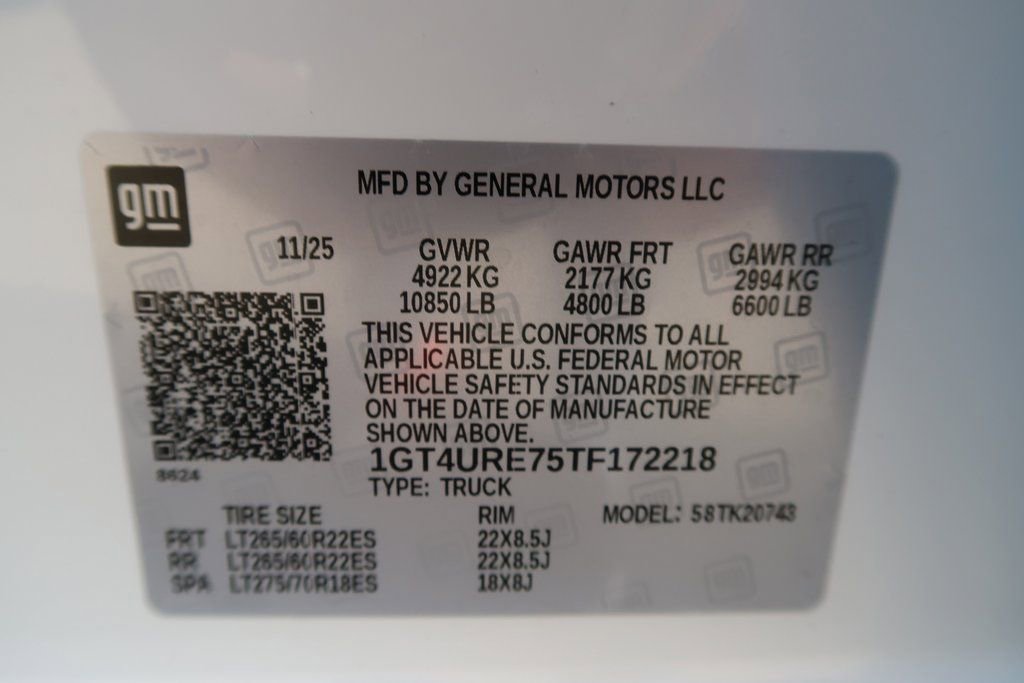 gm
MFD BY GENERAL MOTORS LLC
11/25 GVWR GAWR FRT GAWR RR
4922 KG 2177 KG 2994 KG
10850 LB 4800 LB 6600 LB
THIS VEHICLE CONFORMS TO ALL
APPLICABLE U.S. FEDERAL MOTOR
VEHICLE SAFETY STANDARDS IN EFFECT
ON THE DATE OF MANUFACTURE
SHOWN ABOVE.
1GT4URE75TF172218
8624
TYPE: TRUCK
TIRE SIZE RIM MODEL: 58TK20743
FRT LT265/60R22ES 22X8.5J
RR LT265/60R22ES 22X8.5J
SPA LT275/70R18ES 18X8J